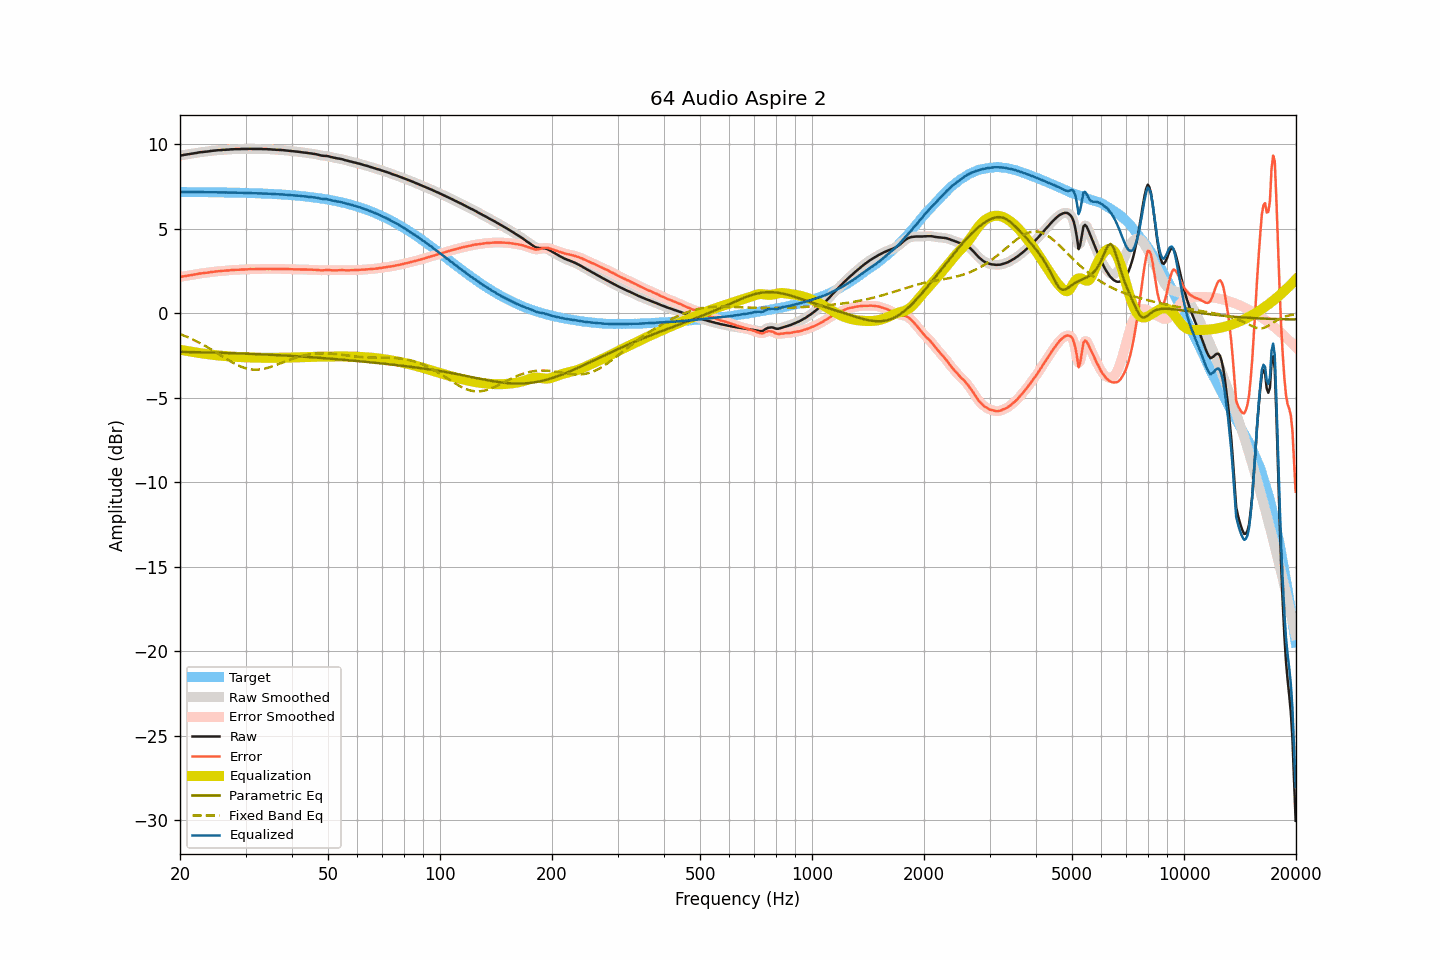 64 Audio Aspire 2
10
5
0
−5
−10
−15
−20
−25
−30
Amplitude (dBr)
Target
Raw Smoothed
Error Smoothed
Raw
Error
Equalization
Parametric Eq
Fixed Band Eq
Equalized
20 50 100 200 500 1000 2000 5000 10000 20000
Frequency (Hz)